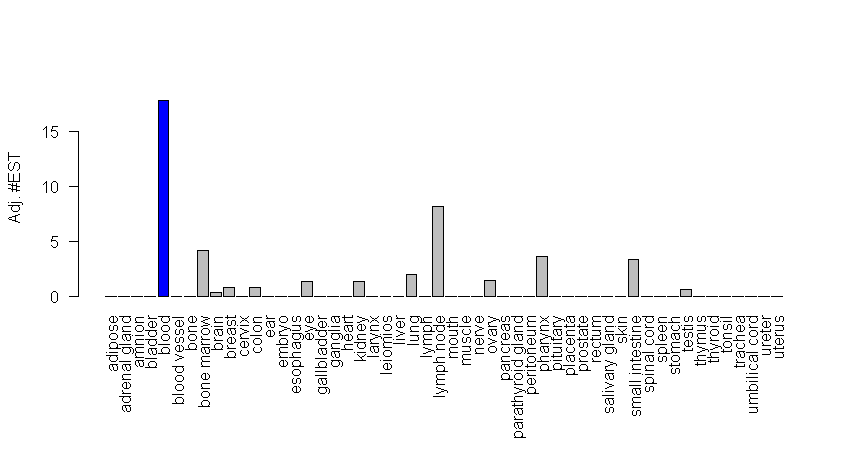 Adj. #EST
15
10
5
0
adipose
adrenal gland
amnion
bladder
blood
blood vessel
bone
bone marrow
brain
breast
cervix
colon
ear
embryo
esophagus
eye
gallbladder
ganglia
heart
kidney
larynx
leiomios
liver
lung
lymph
lymph node
mouth
muscle
nerve
ovary
pancreas
parathyroid gland
peritoneum
pharynx
pituitary
placenta
prostate
rectum
salivary gland
skin
small intestine
spinal cord
spleen
stomach
testis
thymus
thyroid
tonsil
trachea
umbilical cord
ureter
uterus